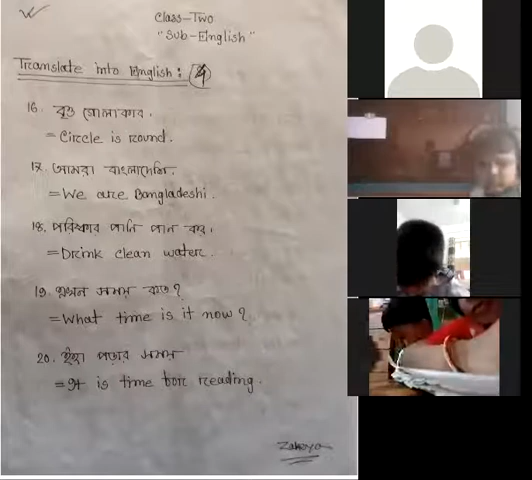 Class-Two
"Sub-English"
Translate into English: 4
16. বৃত্ত গোলাকার।
= Circle is round.
17. আমরা বাংলাদেশি.
= We are Bangladeshi.
18. পরিষ্কার পানি পান কর।
= Drink clean water.
19. এখন সময় কত?
= What time is it now?
20. ইহা পড়ার সময়
= It is time for reading.
Zakaya